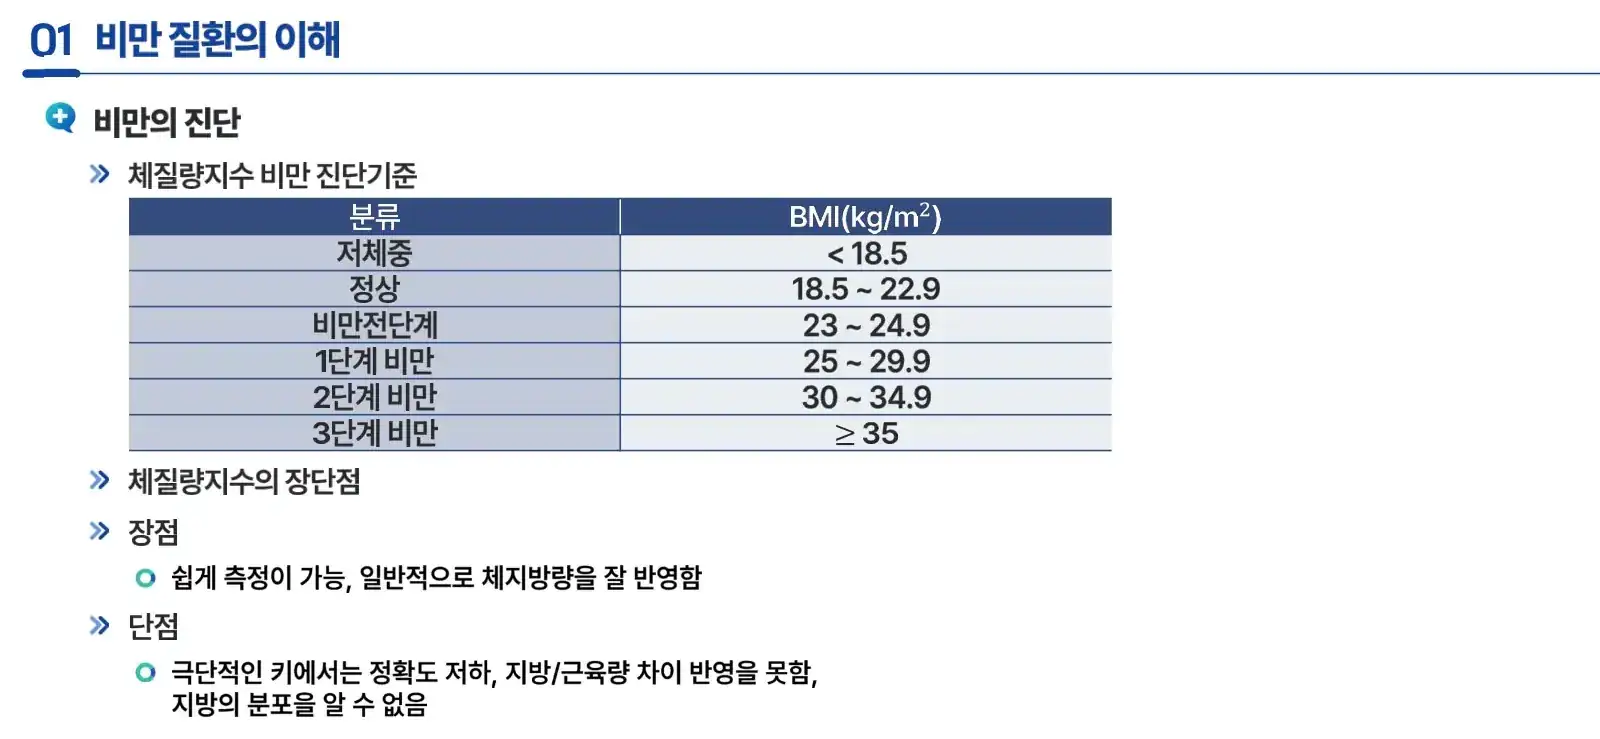 01 비만 질환의 이해
비만의 진단
체질량지수 비만 진단기준
분류 BMI(kg/m²)
저체중 < 18.5
정상 18.5 ~ 22.9
비만전단계 23 ~ 24.9
1단계 비만 25 ~ 29.9
2단계 비만 30 ~ 34.9
3단계 비만 ≥ 35
체질량지수의 장단점
장점
쉽게 측정이 가능, 일반적으로 체지방량을 잘 반영함
단점
극단적인 키에서는 정확도 저하, 지방/근육량 차이 반영을 못함,
지방의 분포을 알 수 없음